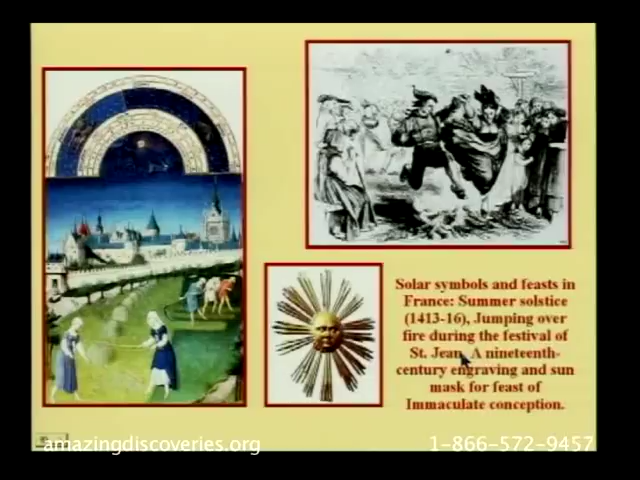 Solar symbols and feasts in
France: Summer solstice
(1413-16), Jumping over
fire during the festival of
St. Jean. A nineteenth-
century engraving and sun
mask for feast of
Immaculate conception.
amazingdiscoveries.org
1-866-572-9457